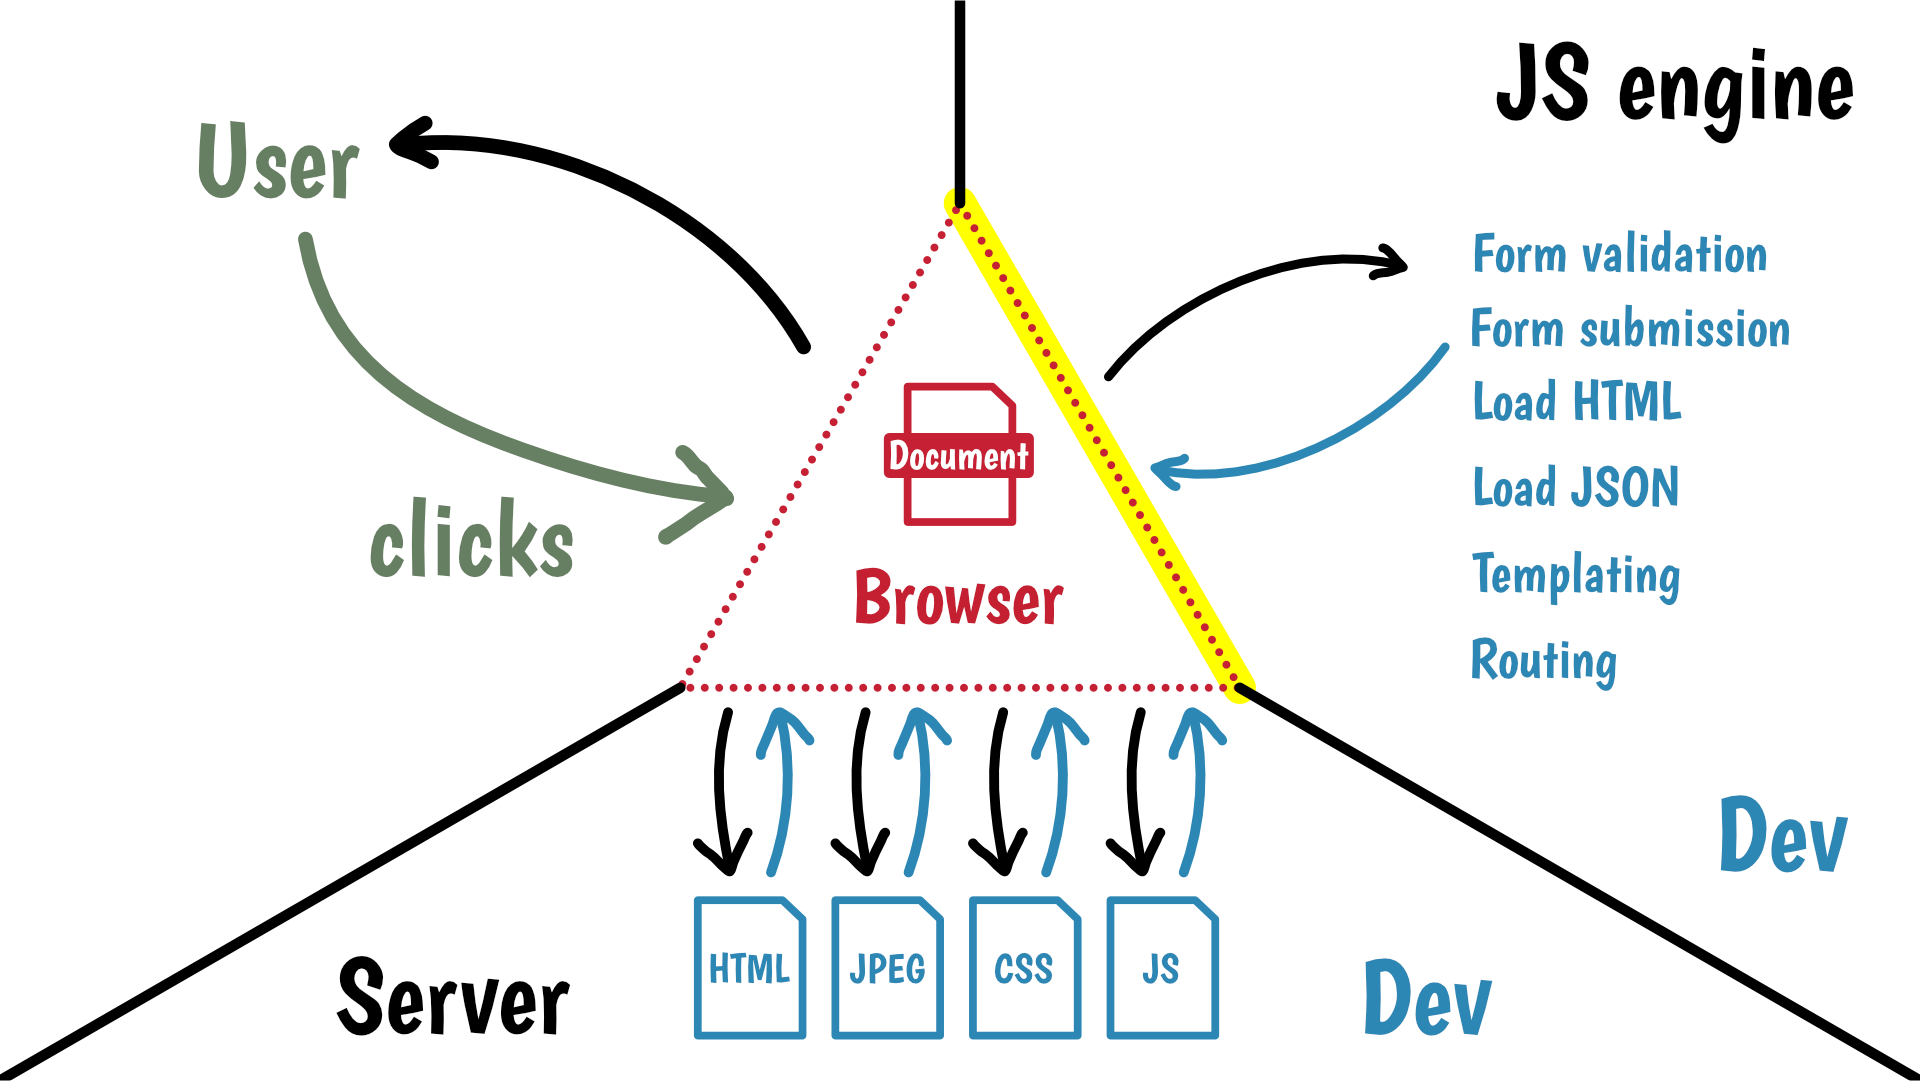 JS engine
User
Form validation
Form submission
Load HTML
Document
Load JSON
clicks
Templating
Browser
Routing
Dev
HTML
JPEG
CSS
JS
Server
Dev